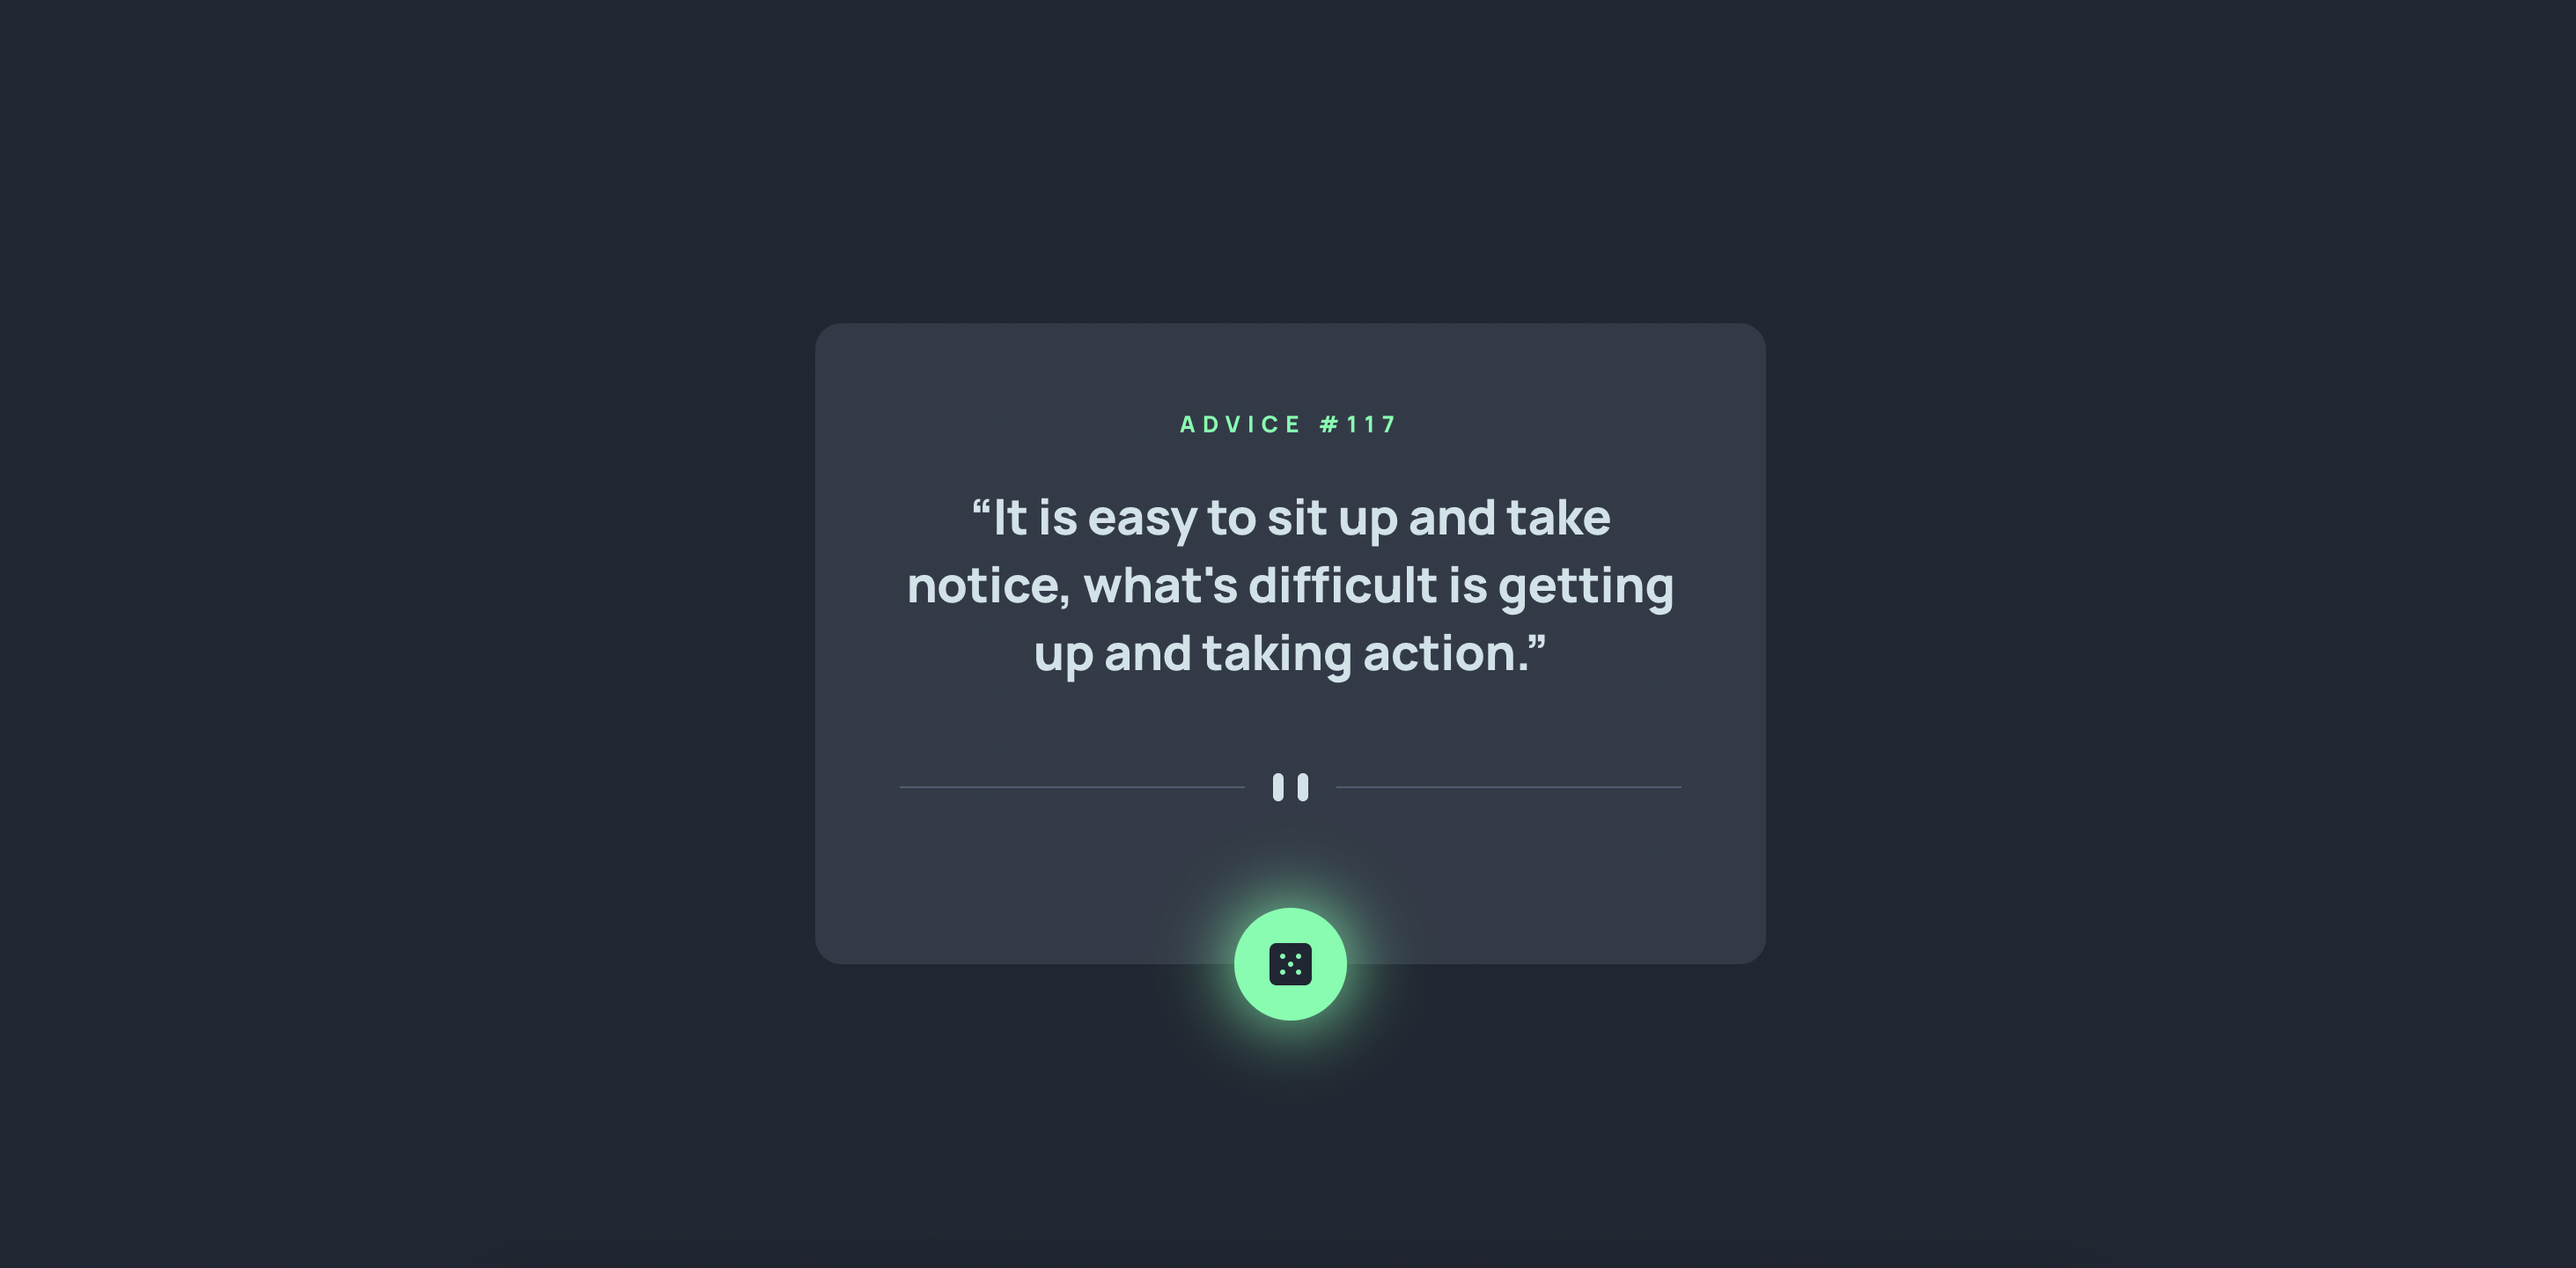 ADVICE #117
“It is easy to sit up and take
notice, what's difficult is getting
up and taking action.”